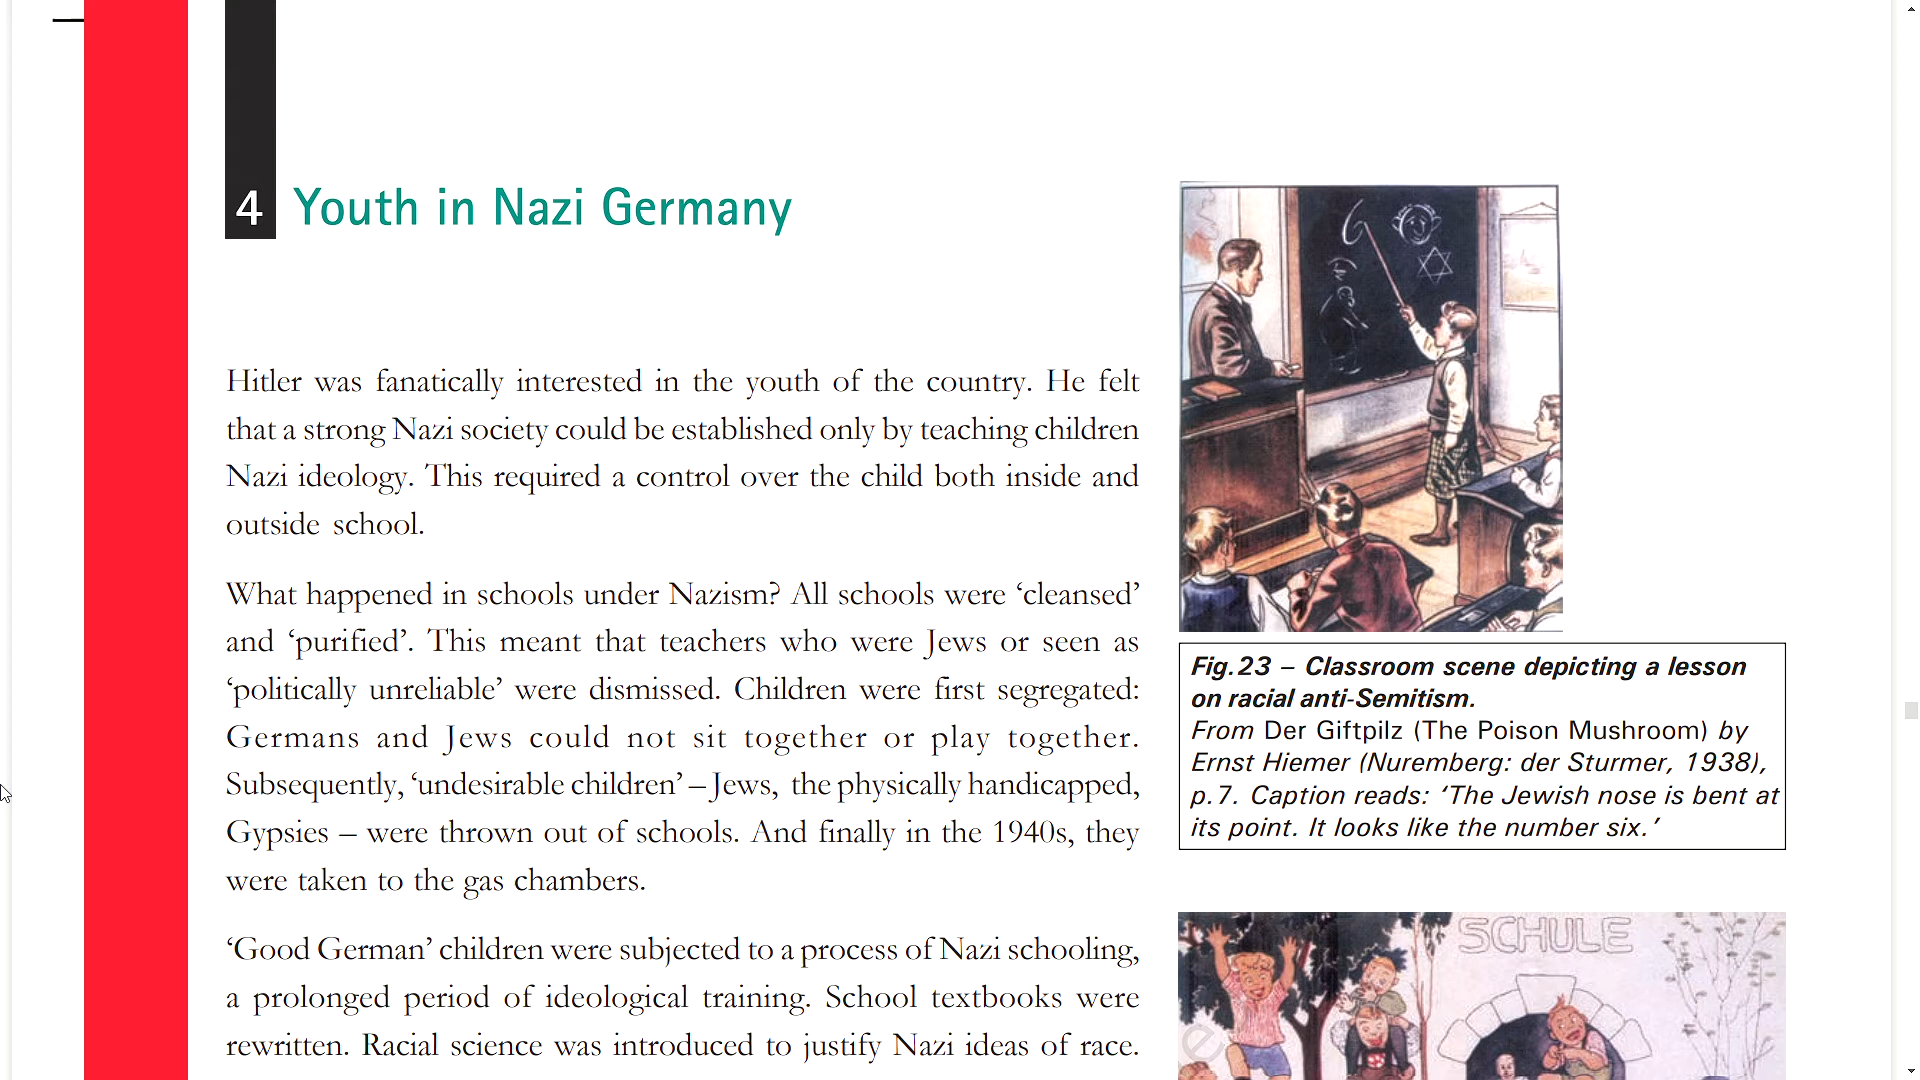 4 Youth in Nazi Germany
Hitler was fanatically interested in the youth of the country. He felt
that a strong Nazi society could be established only by teaching children
Nazi ideology. This required a control over the child both inside and
outside school.
What happened in schools under Nazism? All schools were ‘cleansed’
and ‘purified’. This meant that teachers who were Jews or seen as
‘politically unreliable’ were dismissed. Children were first segregated:
Germans and Jews could not sit together or play together.
Subsequently, ‘undesirable children’ – Jews, the physically handicapped,
Gypsies – were thrown out of schools. And finally in the 1940s, they
were taken to the gas chambers.
‘Good German’ children were subjected to a process of Nazi schooling,
a prolonged period of ideological training. School textbooks were
rewritten. Racial science was introduced to justify Nazi ideas of race.
6
Fig.23 – Classroom scene depicting a lesson
on racial anti-Semitism.
From Der Giftpilz (The Poison Mushroom) by
Ernst Hiemer (Nuremberg: der Sturmer, 1938),
p.7. Caption reads: ‘The Jewish nose is bent at
its point. It looks like the number six.’
SCHULE